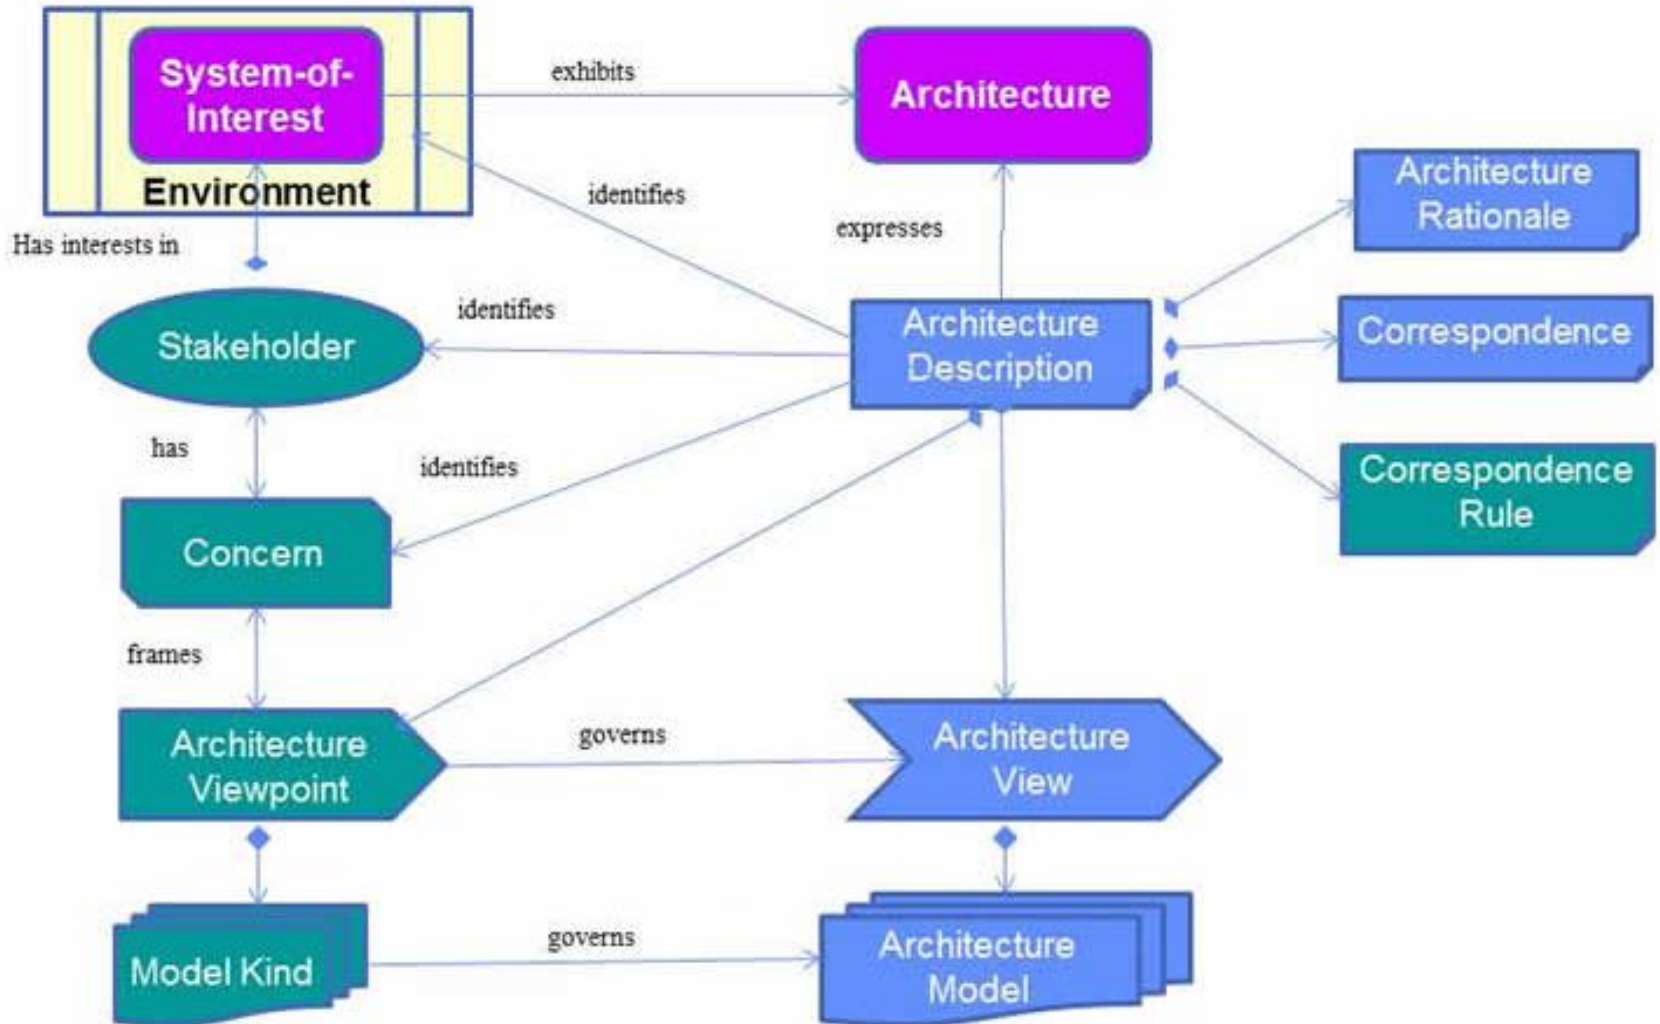 System-of-
Interest
Environment
exhibits
Architecture
identifies
expresses
Architecture
Rationale
Has interests in
Stakeholder
identifies
Architecture
Description
Correspondence
has
identifies
Correspondence
Rule
Concern
frames
Architecture
Viewpoint
governs
Architecture
View
Model Kind
governs
Architecture
Model